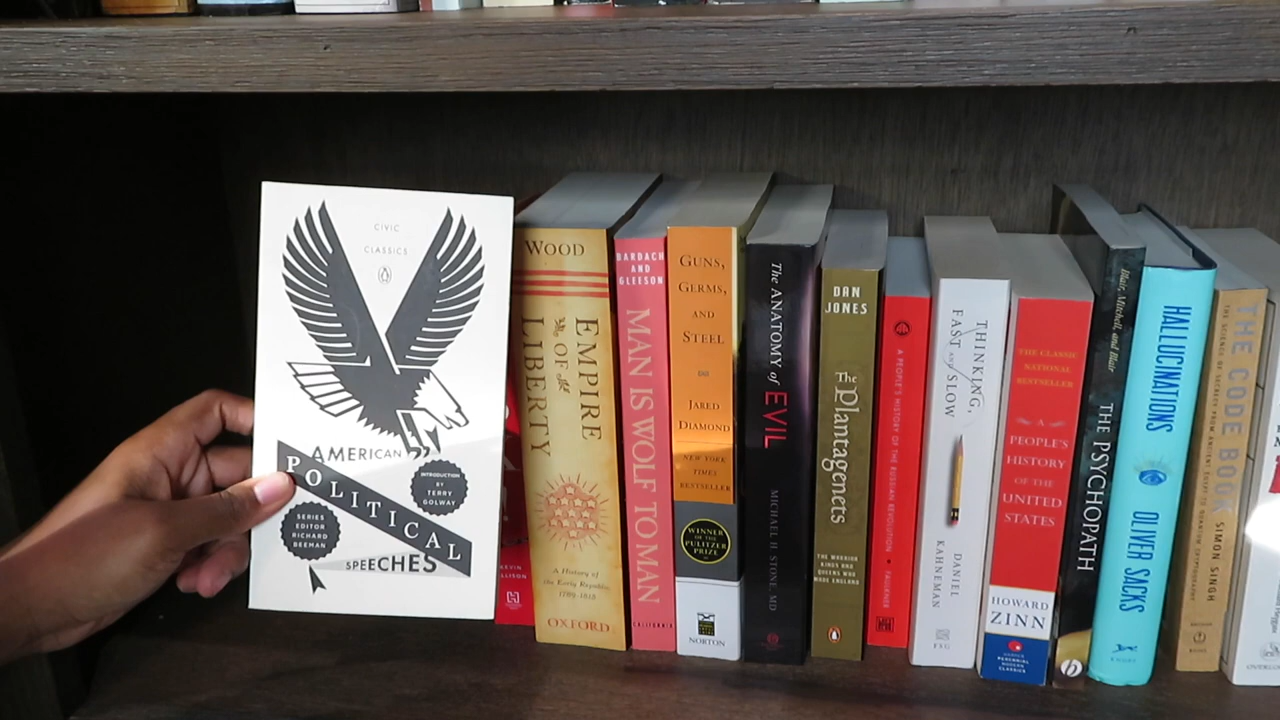 CIVIC
CLASSICS
AMERICAN
POLITICAL
SPEECHES
INTRODUCTION
BY
TERRY
GOLWAY
SERIES
EDITOR
RICHARD
BEEMAN
WOOD
EMPIRE
OF the
LIBERTY
A History of
the Early Republic,
1789-1815
OXFORD
BARDACH
AND
GLEESON
MAN IS WOLF TO MAN
GUNS,
GERMS,
AND
STEEL
JARED
DIAMOND
NEW YORK
TIMES
BESTSELLER
WINNER
OF THE
PULITZER
PRIZE
NORTON
The ANATOMY of EVIL
MICHAEL H. STONE, MD
DAN
JONES
The Plantagenets
THE WARRIOR
KINGS AND
QUEENS WHO
MADE ENGLAND
A PEOPLE'S HISTORY OF THE RUSSIAN REVOLUTION • FAULKNER
THINKING,
FAST AND SLOW
DANIEL
KAHNEMAN
FSG
THE CLASSIC
NATIONAL
BESTSELLER
A
PEOPLE'S
HISTORY
OF THE
UNITED
STATES
HOWARD
ZINN
PERENNIAL
MODERN
CLASSICS
Blair, Mitchell, and Blair
THE PSYCHOPATH
b
HALLUCINATIONS
OLIVER SACKS
THE CODE BOOK
THE SCIENCE OF SECRECY FROM ANCIENT EGYPT TO QUANTUM CRYPTOGRAPHY
SIMON SINGH